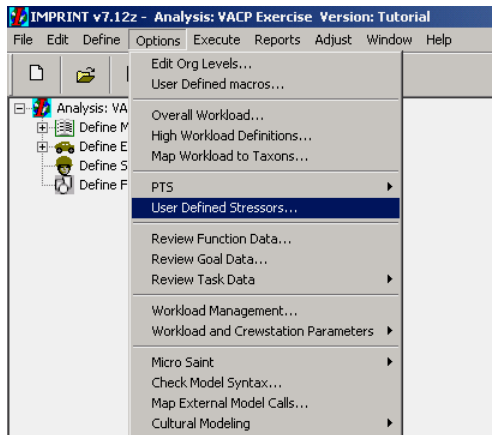 IMPRINT v7.12z - Analysis: VACP Exercise Version: Tutorial
File Edit Define Options Execute Reports Adjust Window Help
Edit Org Levels...
User Defined macros...
Analysis: VA
Overall Workload...
Define M
High Workload Definitions...
Define E
Map Workload to Taxons...
Define S
PTS
Define F
User Defined Stressors...
Review Function Data...
Review Goal Data...
Review Task Data
Workload Management...
Workload and Crewstation Parameters
Micro Saint
Check Model Syntax...
Map External Model Calls...
Cultural Modeling